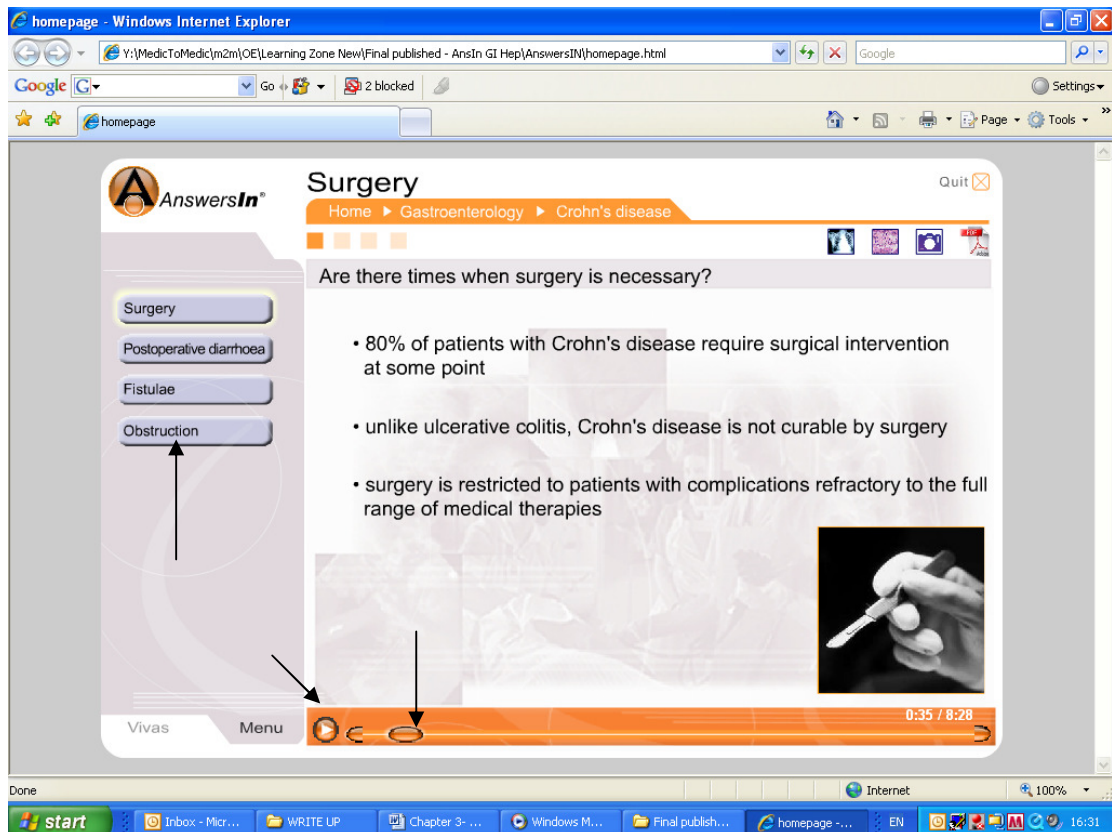 homepage - Windows Internet Explorer
Y:\MedicToMedic\m2m\OE\Learning Zone New\Final published - AnsIn GI Hep\AnswersIN\homepage.html
Google
Google G Go 2 blocked Settings
homepage Page Tools »
AnswersIn®
Surgery
Quit
Home ▶ Gastroenterology ▶ Crohn's disease
PDF
Adobe
Are there times when surgery is necessary?
Surgery
Postoperative diarrhoea
Fistulae
Obstruction
• 80% of patients with Crohn's disease require surgical intervention
at some point
• unlike ulcerative colitis, Crohn's disease is not curable by surgery
• surgery is restricted to patients with complications refractory to the full
range of medical therapies
0:35 / 8:28
Vivas Menu
Done Internet 100%
start Inbox - Micr... WRITE UP Chapter 3- ... Windows M... Final publish... homepage -... EN 16:31